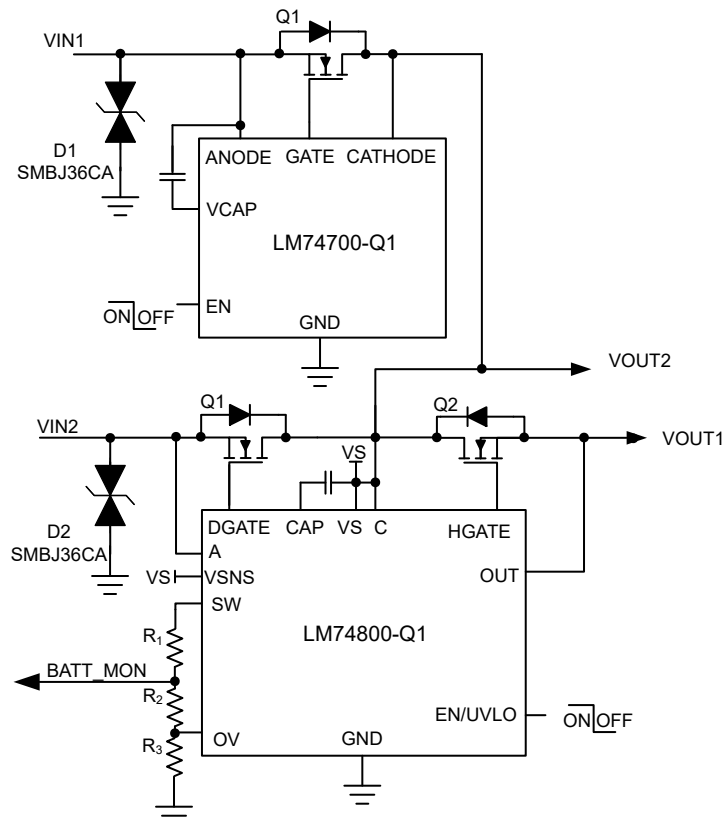 Q1
VIN1
D1
SMBJ36CA
ANODE GATE CATHODE
VCAP
LM74700-Q1
EN
ON OFF
GND
VOUT2
VIN2
Q1
Q2
VOUT1
VS
D2
SMBJ36CA
DGATE CAP VS C HGATE
A
OUT
VS VSNS
SW
R1
LM74800-Q1
BATT_MON
R2
EN/UVLO
ON OFF
OV
GND
R3